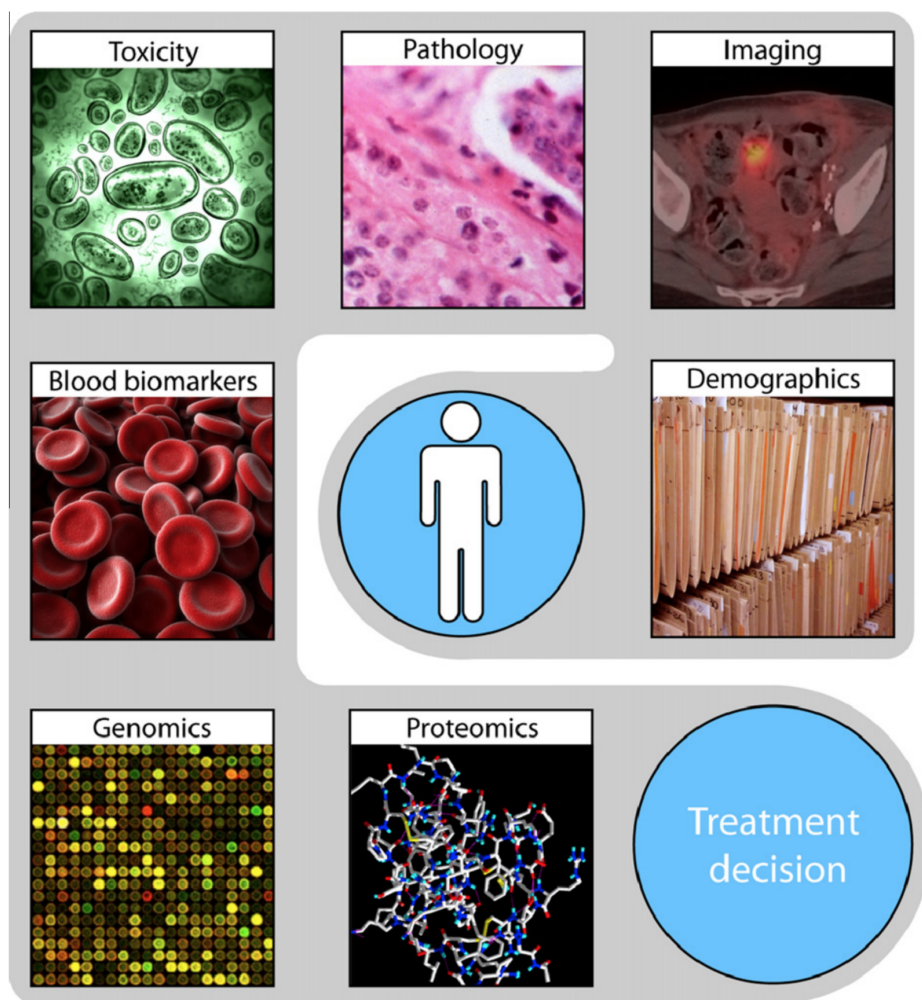 Toxicity
Pathology
Imaging
Blood biomarkers
Demographics
Genomics
Proteomics
Treatment
decision